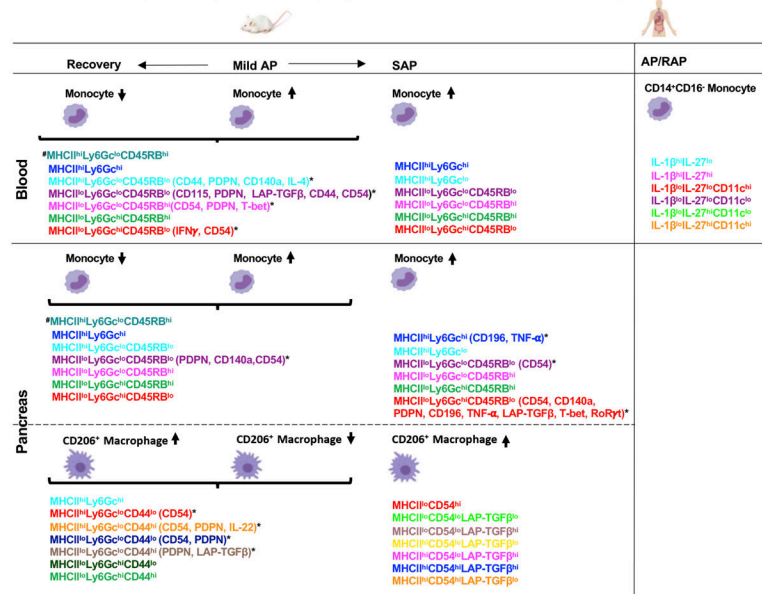 Recovery Mild AP SAP AP/RAP
Blood
Monocyte Monocyte Monocyte CD14⁺CD16⁻ Monocyte
#MHCIIʰⁱLy6GcˡᵒCD45RBʰⁱ
MHCIIʰⁱLy6Gcʰⁱ
MHCIIʰⁱLy6GcˡᵒCD45RBˡᵒ (CD44, PDPN, CD140a, IL-4)*
MHCIIˡᵒLy6GcˡᵒCD45RBˡᵒ (CD115, PDPN, LAP-TGFβ, CD44, CD54)*
MHCIIˡᵒLy6GcˡᵒCD45RBʰⁱ(CD54, PDPN, T-bet)*
MHCIIˡᵒLy6GcʰⁱCD45RBʰⁱ
MHCIIˡᵒLy6GcʰⁱCD45RBˡᵒ (IFNγ, CD54)*
MHCIIʰⁱLy6Gcʰⁱ
MHCIIʰⁱLy6Gcˡᵒ
MHCIIˡᵒLy6GcˡᵒCD45RBˡᵒ
MHCIIˡᵒLy6GcˡᵒCD45RBʰⁱ
MHCIIˡᵒLy6GcʰⁱCD45RBʰⁱ
MHCIIˡᵒLy6GcʰⁱCD45RBˡᵒ
IL-1βʰⁱIL-27ˡᵒ
IL-1βʰⁱIL-27ʰⁱ
IL-1βˡᵒIL-27ˡᵒCD11cʰⁱ
IL-1βˡᵒIL-27ˡᵒCD11cˡᵒ
IL-1βˡᵒIL-27ʰⁱCD11cˡᵒ
IL-1βˡᵒIL-27ʰⁱCD11cʰⁱ
Pancreas
Monocyte Monocyte Monocyte
#MHCIIʰⁱLy6GcˡᵒCD45RBʰⁱ
MHCIIʰⁱLy6Gcʰⁱ
MHCIIʰⁱLy6GcˡᵒCD45RBˡᵒ
MHCIIˡᵒLy6GcˡᵒCD45RBˡᵒ (PDPN, CD140a,CD54)*
MHCIIˡᵒLy6GcˡᵒCD45RBʰⁱ
MHCIIˡᵒLy6GcʰⁱCD45RBʰⁱ
MHCIIˡᵒLy6GcʰⁱCD45RBˡᵒ
MHCIIʰⁱLy6Gcʰⁱ (CD196, TNF-α)*
MHCIIʰⁱLy6Gcˡᵒ
MHCIIˡᵒLy6GcˡᵒCD45RBˡᵒ (CD54)*
MHCIIˡᵒLy6GcˡᵒCD45RBʰⁱ
MHCIIˡᵒLy6GcʰⁱCD45RBʰⁱ
MHCIIˡᵒLy6GcʰⁱCD45RBˡᵒ (CD54, CD140a,
PDPN, CD196, TNF-α, LAP-TGFβ, T-bet, RoRγt)*
CD206⁺ Macrophage CD206⁺ Macrophage CD206⁺ Macrophage
MHCIIʰⁱLy6Gcʰⁱ
MHCIIʰⁱLy6GcˡᵒCD44ˡᵒ (CD54)*
MHCIIʰⁱLy6GcˡᵒCD44ʰⁱ (CD54, PDPN, IL-22)*
MHCIIˡᵒLy6GcˡᵒCD44ˡᵒ (CD54, PDPN)*
MHCIIˡᵒLy6GcˡᵒCD44ʰⁱ (PDPN, LAP-TGFβ)*
MHCIIˡᵒLy6GcʰⁱCD44ˡᵒ
MHCIIˡᵒLy6GcʰⁱCD44ʰⁱ
MHCIIˡᵒCD54ʰⁱ
MHCIIˡᵒCD54ˡᵒLAP-TGFβˡᵒ
MHCIIˡᵒCD54ˡᵒLAP-TGFβʰⁱ
MHCIIʰⁱCD54ˡᵒLAP-TGFβˡᵒ
MHCIIʰⁱCD54ˡᵒLAP-TGFβʰⁱ
MHCIIʰⁱCD54ʰⁱLAP-TGFβʰⁱ
MHCIIʰⁱCD54ʰⁱLAP-TGFβˡᵒ